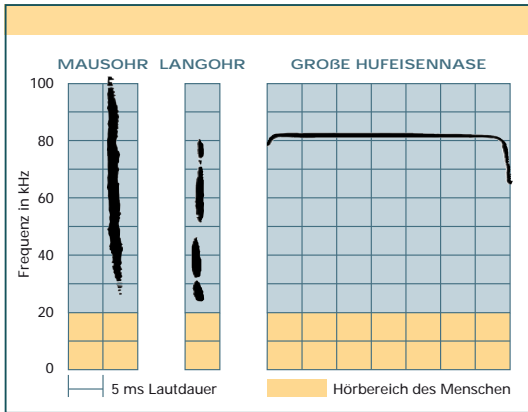 MAUSOHR LANGOHR GROßE HUFEISENNASE
Frequenz in kHz
100
80
60
40
20
0
5 ms Lautdauer
Hörbereich des Menschen